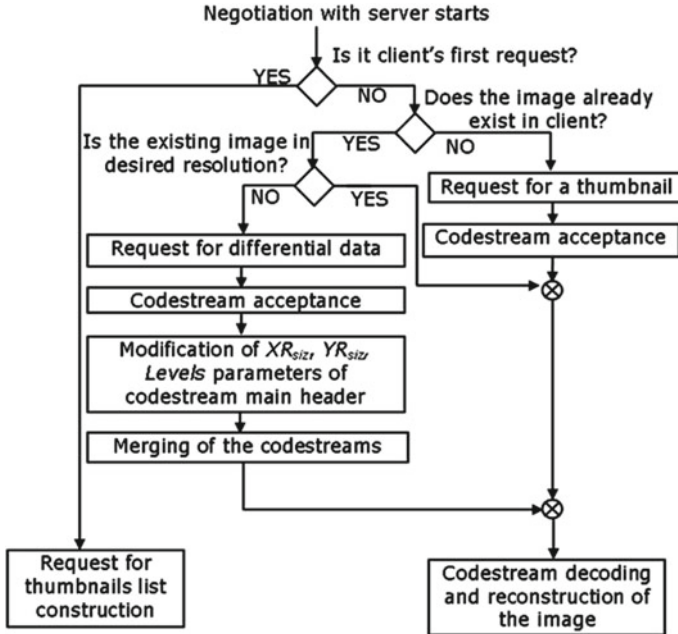 Negotiation with server starts
Is it client's first request?
YES
NO
Does the image already
exist in client?
YES
NO
Is the existing image in
desired resolution?
NO
YES
Request for a thumbnail
Codestream acceptance
Request for differential data
Codestream acceptance
Modification of XRsiz, YRsiz,
Levels parameters of
codestream main header
Merging of the codestreams
Request for
thumbnails list
construction
Codestream decoding
and reconstruction of
the image